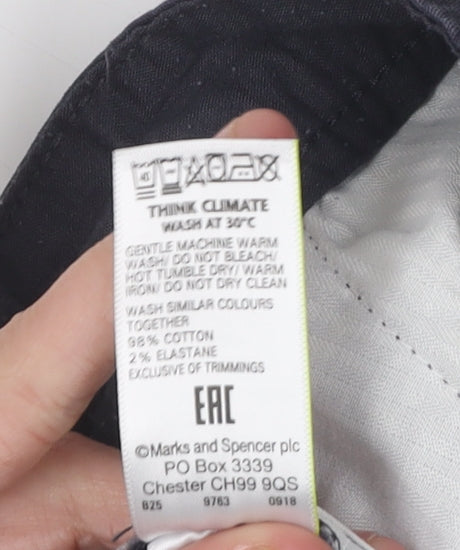 THINK CLIMATE
WASH AT 30°C
GENTLE MACHINE WARM
WASH/ DO NOT BLEACH/
HOT TUMBLE DRY/ WARM
IRON/ DO NOT DRY CLEAN
WASH SIMILAR COLOURS
TOGETHER
98% COTTON
2% ELASTANE
EXCLUSIVE OF TRIMMINGS
EAC
©Marks and Spencer plc
PO Box 3339
Chester CH99 9QS
B25 9763 0918